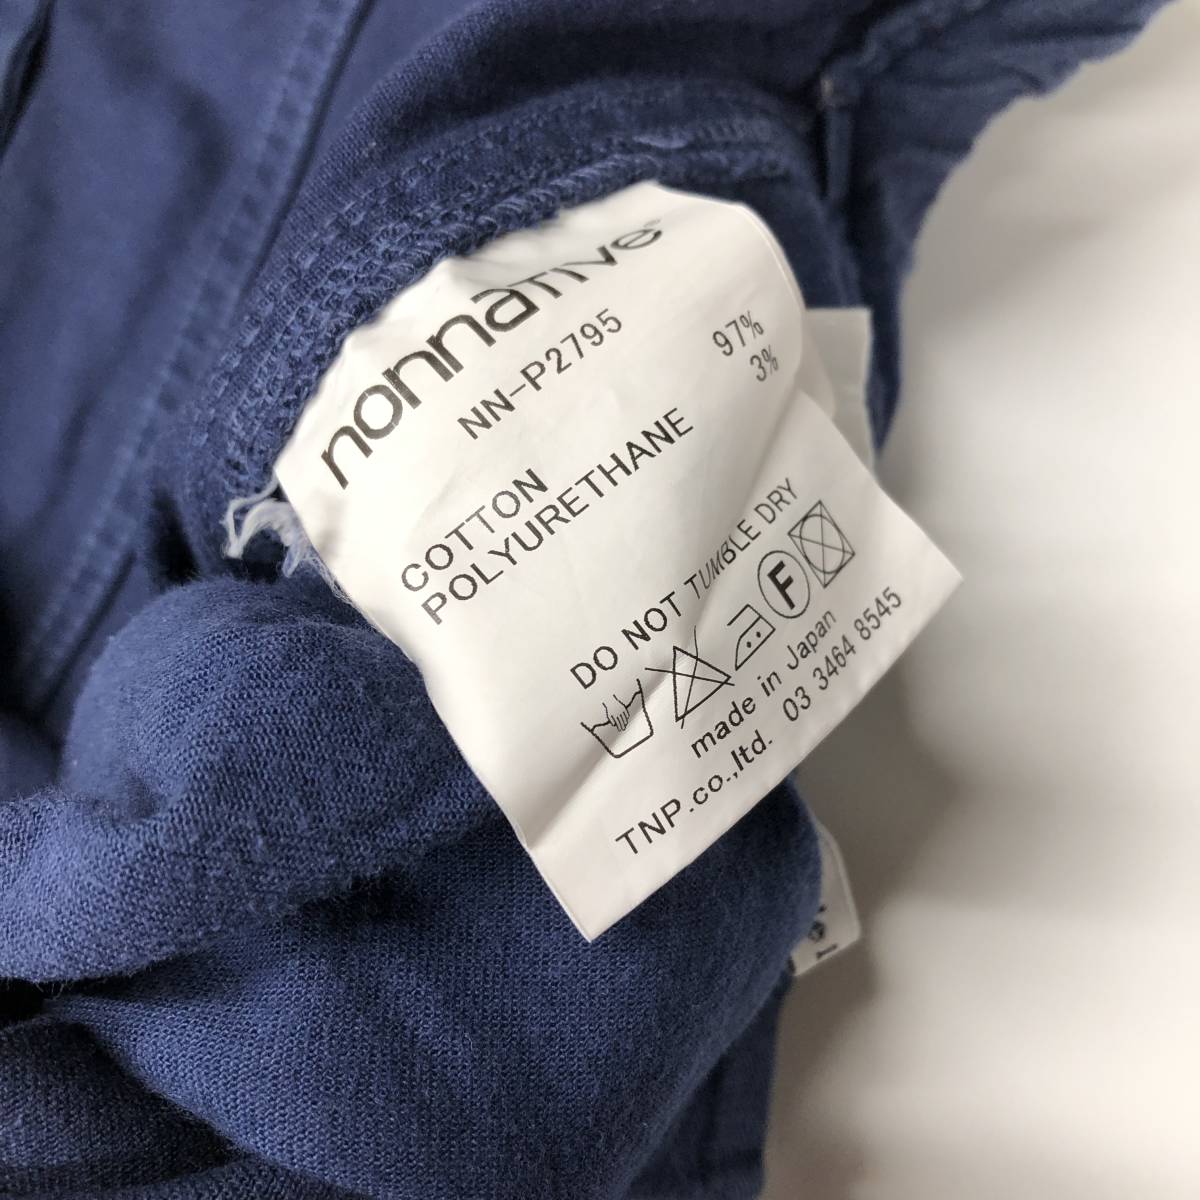 nonnative
NN-P2795
COTTON 97%
POLYURETHANE 3%
DO NOT TUMBLE DRY
F
made in Japan
TNP.co.,ltd. 03 3464 8545